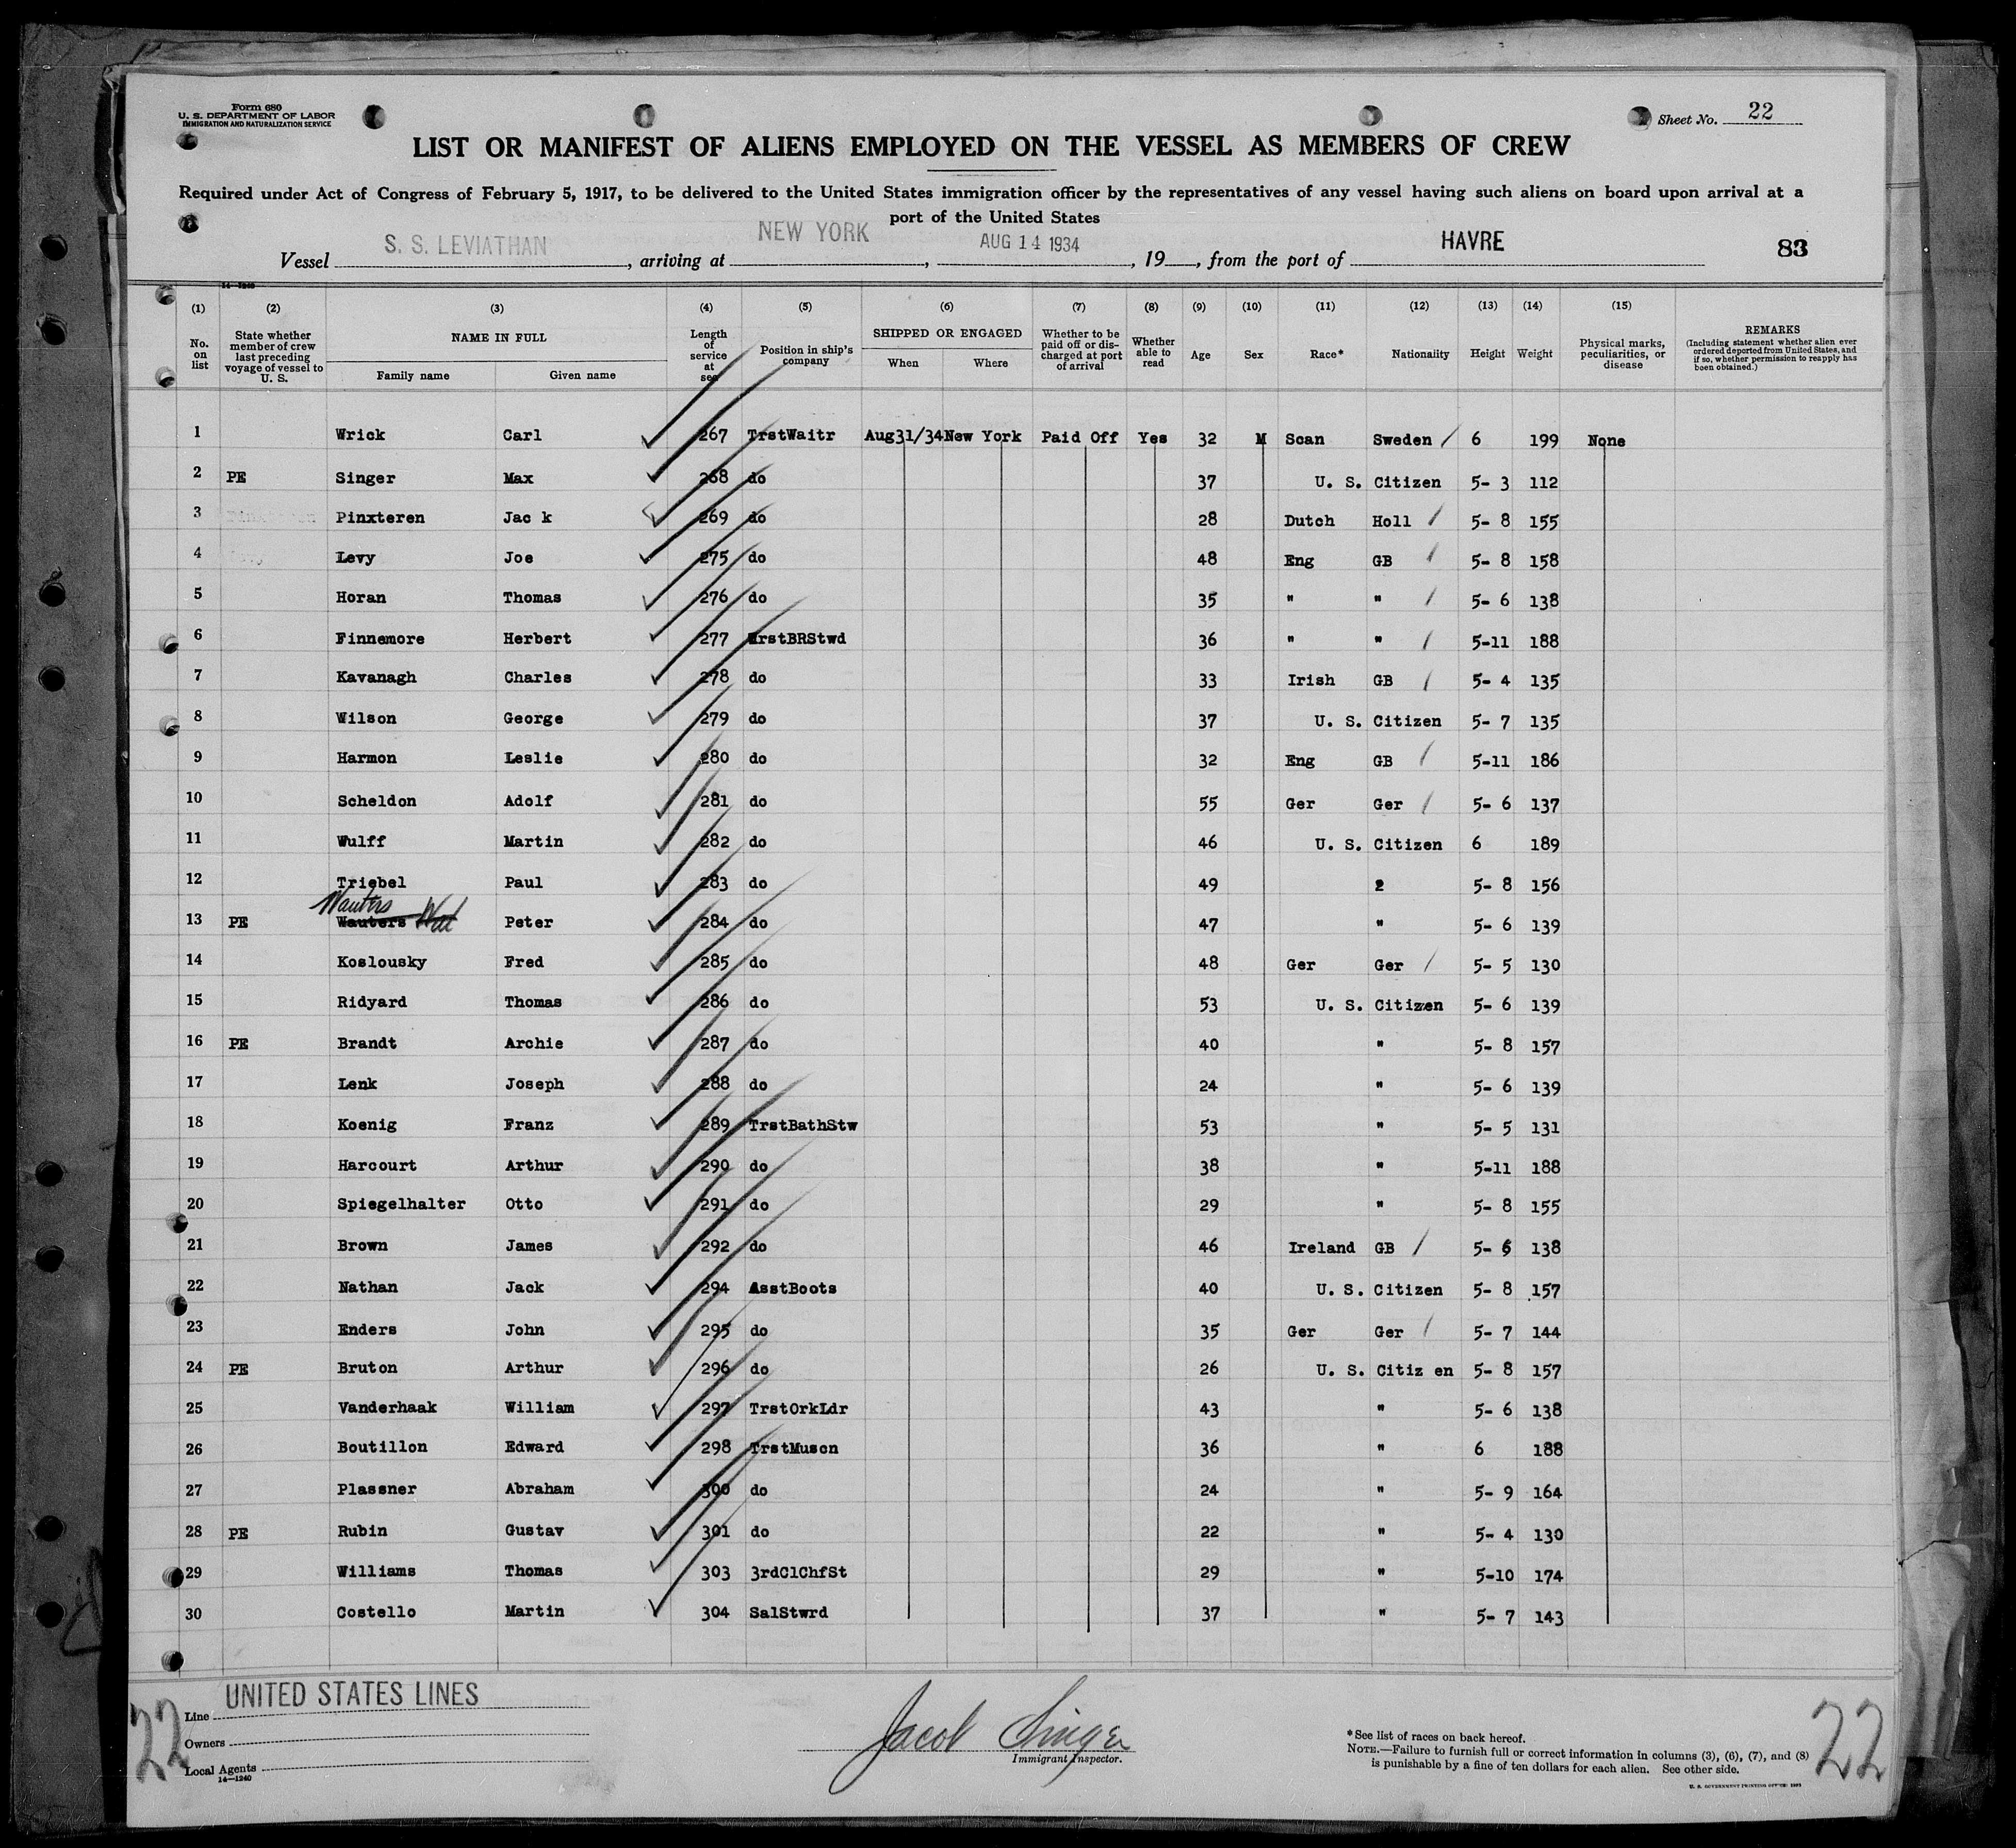 Form 680
U. S. DEPARTMENT OF LABOR
IMMIGRATION AND NATURALIZATION SERVICE
Sheet No. 22
LIST OR MANIFEST OF ALIENS EMPLOYED ON THE VESSEL AS MEMBERS OF CREW
Required under Act of Congress of February 5, 1917, to be delivered to the United States immigration officer by the representatives of any vessel having such aliens on board upon arrival at a
port of the United States
Vessel S. S. LEVIATHAN, arriving at NEW YORK, AUG 14 1934, 19, from the port of HAVRE 83
14-1240
(1) (2) (3) (4) (5) (6) (7) (8) (9) (10) (11) (12) (13) (14) (15)
No. on list
State whether member of crew last preceding voyage of vessel to U. S.
NAME IN FULL
Family name Given name
Length of service at sea
Position in ship's company
SHIPPED OR ENGAGED
When Where
Whether to be paid off or discharged at port of arrival
Whether able to read
Age
Sex
Race*
Nationality
Height
Weight
Physical marks, peculiarities, or disease
REMARKS
(Including statement whether alien ever ordered deported from United States, and if so, whether permission to reapply has been obtained.)
1 Wrick Carl 267 TrstWaitr Aug31/34 New York Paid Off Yes 32 M Scan Sweden 6 199 None
2 PE Singer Max 268 do 37 U. S. Citizen 5- 3 112
3 Pinxteren Jac k 269 do 28 Dutch Holl 5- 8 155
4 Levy Joe 275 do 48 Eng GB 5- 8 158
5 Horan Thomas 276 do 35 " " 5- 6 138
6 Finnemore Herbert 277 rstBRStwd 36 " " 5-11 188
7 Kavanagh Charles 278 do 33 Irish GB 5- 4 135
8 Wilson George 279 do 37 U. S. Citizen 5- 7 135
9 Harmon Leslie 280 do 32 Eng GB 5-11 186
10 Scheldon Adolf 281 do 55 Ger Ger 5- 6 137
11 Wulff Martin 282 do 46 U. S. Citizen 6 189
12 Triebel Paul 283 do 49 2 5- 8 156
Wauters
13 PE Wauters Peter 284 do 47 " 5- 6 139
14 Koslousky Fred 285 do 48 Ger Ger 5- 5 130
15 Ridyard Thomas 286 do 53 U. S. Citizen 5- 6 139
16 PE Brandt Archie 287 do 40 " 5- 8 157
17 Lenk Joseph 288 do 24 " 5- 6 139
18 Koenig Franz 289 TrstBathStw 53 " 5- 5 131
19 Harcourt Arthur 290 do 38 " 5-11 188
20 Spiegelhalter Otto 291 do 29 " 5- 8 155
21 Brown James 292 do 46 Ireland GB 5- 6 138
22 Nathan Jack 294 AsstBoots 40 U. S. Citizen 5- 8 157
23 Enders John 295 do 35 Ger Ger 5- 7 144
24 PE Bruton Arthur 296 do 26 U. S. Citiz en 5- 8 157
25 Vanderhaak William 297 TrstOrkLdr 43 " 5- 6 138
26 Boutillon Edward 298 TrstMuscn 36 " 6 188
27 Plassner Abraham 300 do 24 " 5- 9 164
28 PE Rubin Gustav 301 do 22 " 5- 4 130
29 Williams Thomas 303 3rdClChfSt 29 " 5-10 174
30 Costello Martin 304 SalStwrd 37 " 5- 7 143
22
Line UNITED STATES LINES
Owners
Local Agents
14—1240
Jacob Singer
Immigrant Inspector.
*See list of races on back hereof.
NOTE.—Failure to furnish full or correct information in columns (3), (6), (7), and (8)
is punishable by a fine of ten dollars for each alien. See other side.
U. S. GOVERNMENT PRINTING OFFICE:
22